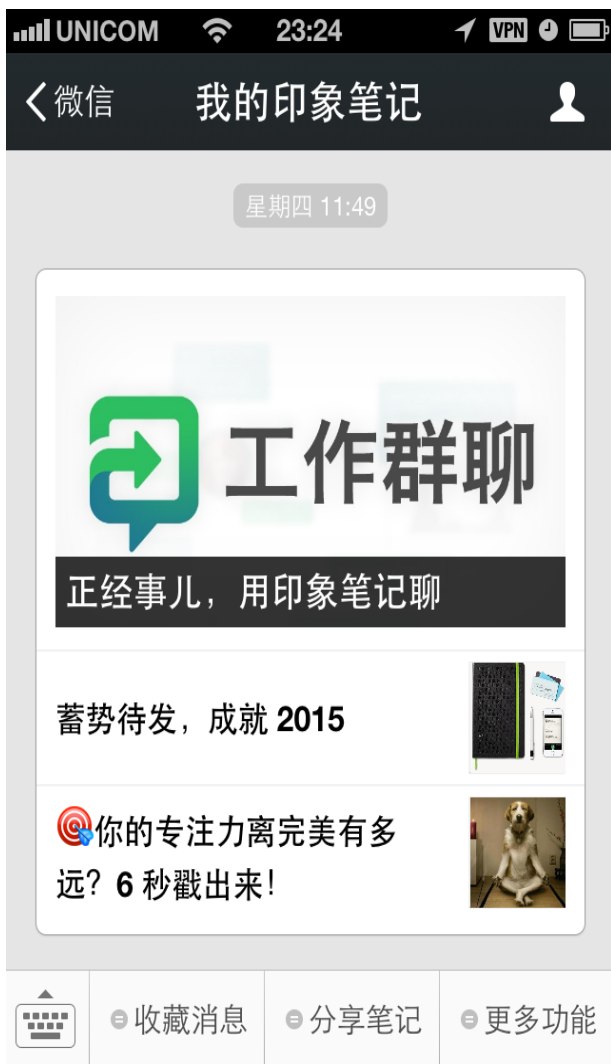 UNICOM 23:24 VPN
微信 我的印象笔记
星期四 11:49
工作群聊
正经事儿，用印象笔记聊
蓄势待发，成就 2015
🎯你的专注力离完美有多
远？6 秒戳出来！
收藏消息 分享笔记 更多功能